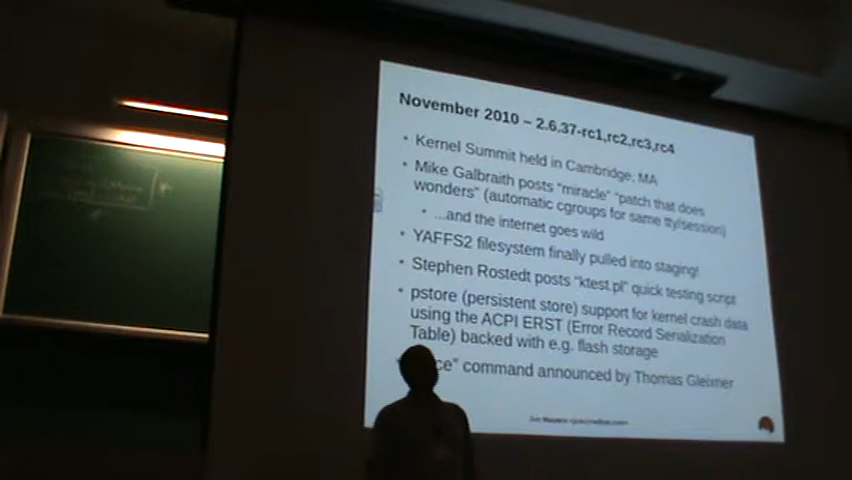 November 2010 – 2.6.37-rc1,rc2,rc3,rc4
Kernel Summit held in Cambridge, MA
Mike Galbraith posts "miracle" "patch that does
wonders" (automatic cgroups for same tty/session)
...and the internet goes wild
YAFFS2 filesystem finally pulled into staging!
Stephen Rostedt posts "ktest.pl" quick testing script
pstore (persistent store) support for kernel crash data
using the ACPI ERST (Error Record Serialization
Table) backed with e.g. flash storage
ce" command announced by Thomas Gleixner